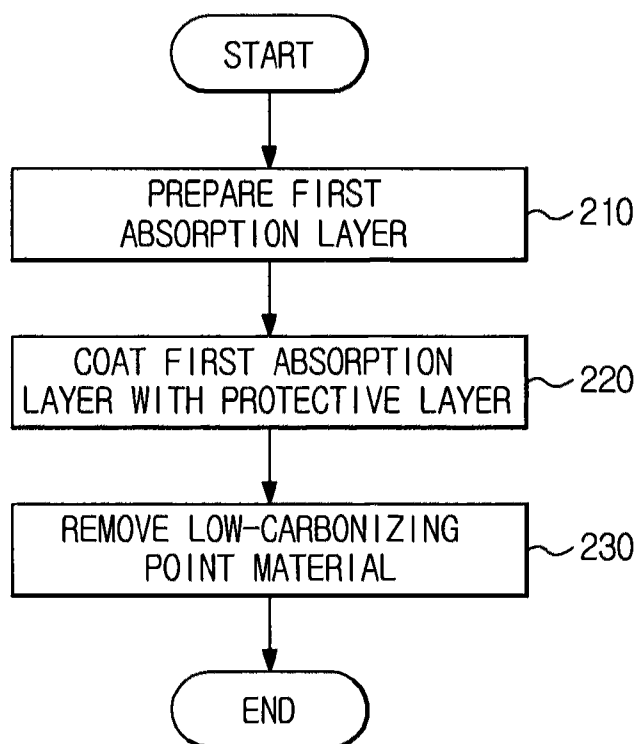 START
PREPARE FIRST
ABSORPTION LAYER
210
COAT FIRST ABSORPTION
LAYER WITH PROTECTIVE LAYER
220
REMOVE LOW-CARBONIZING
POINT MATERIAL
230
END